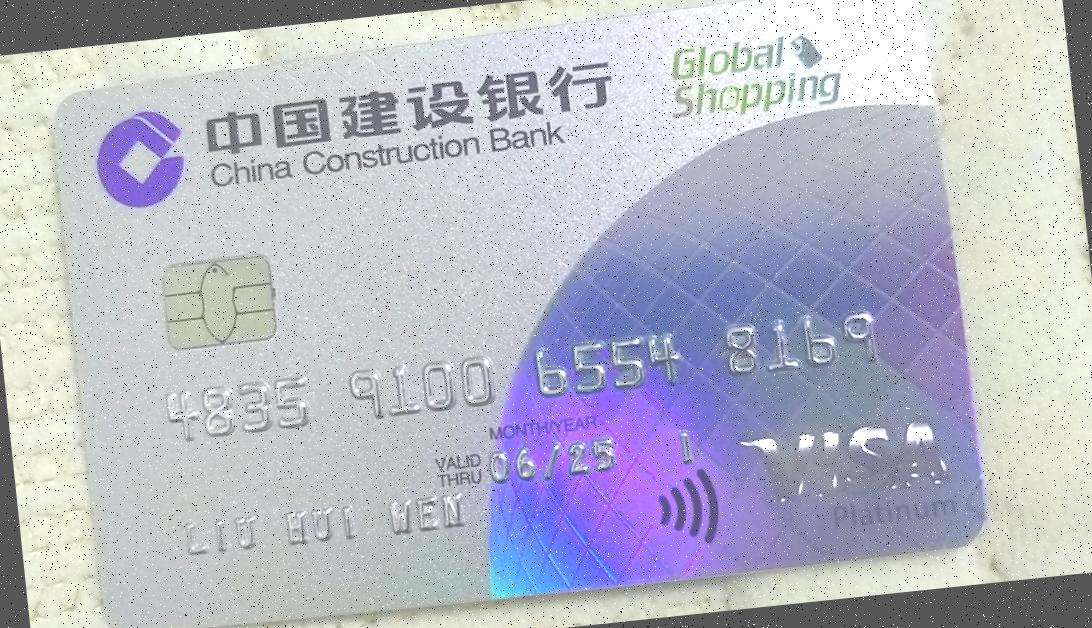 中国建设银行
China Construction Bank
Global
Shopping
4835 9100 6554 8169
MONTH/YEAR
VALID
THRU
06/25 1
LIU HUI WEN
VISA
Platinum